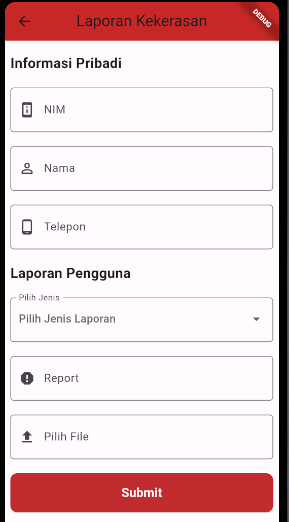 Laporan Kekerasan
DEBUG
Informasi Pribadi
NIM
Nama
Telepon
Laporan Pengguna
Pilih Jenis
Pilih Jenis Laporan
Report
Pilih File
Submit